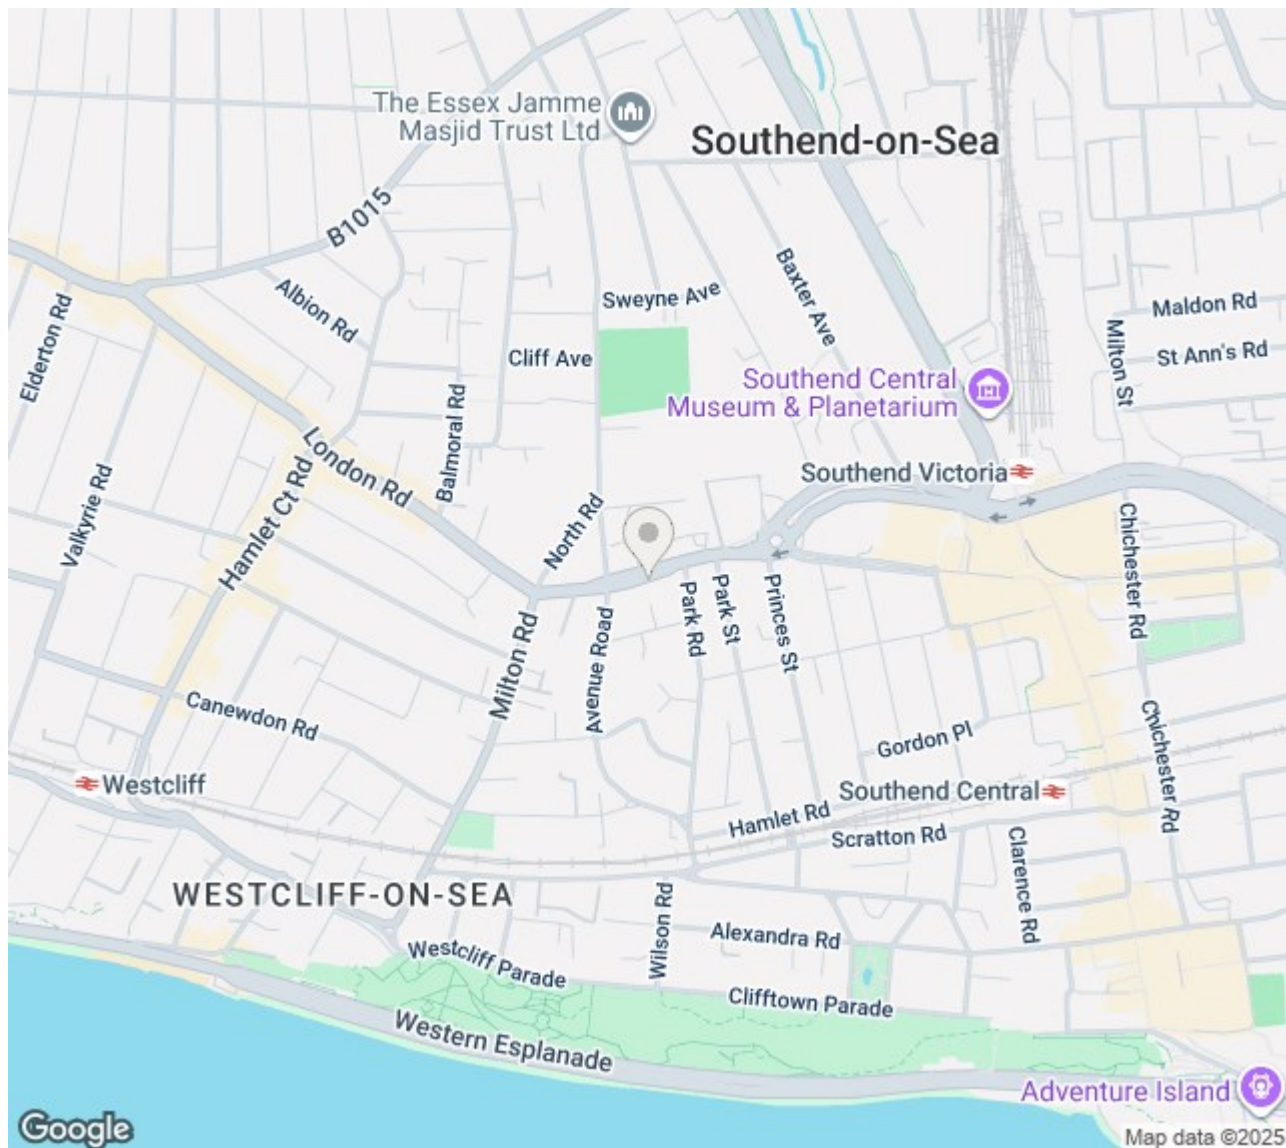 The Essex Jamme
Masjid Trust Ltd
Southend-on-Sea
B1015
Baxter Ave
Albion Rd
Sweyne Ave
Maldon Rd
Elderton Rd
Cliff Ave
Milton St
St Ann's Rd
Southend Central
Museum & Planetarium
Balmoral Rd
London Rd
Southend Victoria
Valkyrie Rd
Hamlet Ct Rd
North Rd
Chichester Rd
Park Rd
Park St
Princes St
Milton Rd
Avenue Road
Canewdon Rd
Gordon Pl
Chichester Rd
Westcliff
Southend Central
Hamlet Rd
Scratton Rd
Clarence Rd
WESTCLIFF-ON-SEA
Wilson Rd
Alexandra Rd
Westcliff Parade
Clifftown Parade
Western Esplanade
Adventure Island
Google
Map data ©2025